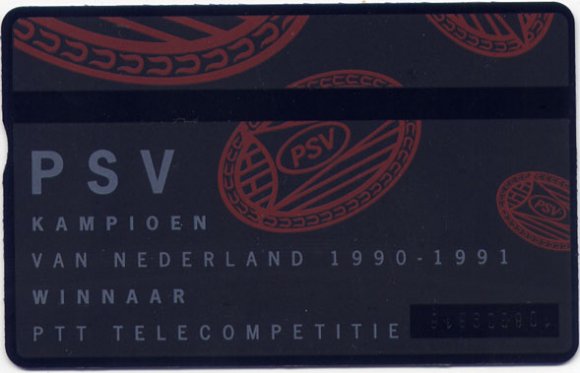 PSV
KAMPIOEN
VAN NEDERLAND 1990-1991
WINNAAR
PTT TELECOMPETITIE
PSV
PSV